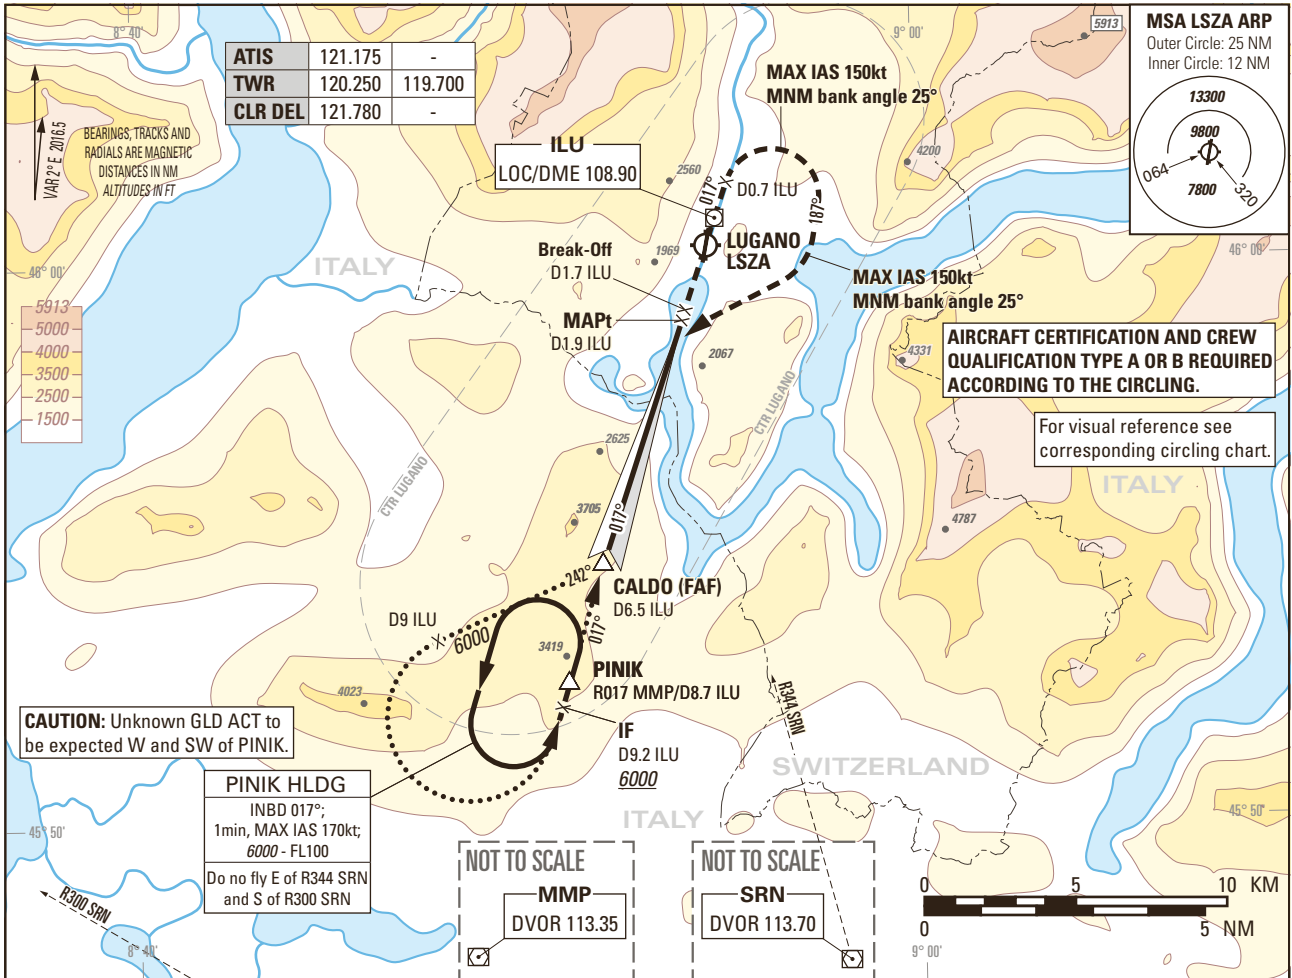 8° 40'
9° 00'
5913
MSA LSZA ARP
Outer Circle: 25 NM
Inner Circle: 12 NM
13300
9800
7800
064
320
ATIS 121.175 -
TWR 120.250 119.700
CLR DEL 121.780 -
VAR 2° E 2016.5
BEARINGS, TRACKS AND
RADIALS ARE MAGNETIC
DISTANCES IN NM
ALTITUDES IN FT
MAX IAS 150kt
MNM bank angle 25°
ILU
LOC/DME 108.90
2560
4200
017°
D0.7 ILU
187°
LUGANO
LSZA
Break-Off
D1.7 ILU
1969
46° 00'
46° 00'
ITALY
MAX IAS 150kt
MNM bank angle 25°
MAPt
D1.9 ILU
5913
5000
4000
3500
2500
1500
2067
4331
AIRCRAFT CERTIFICATION AND CREW
QUALIFICATION TYPE A OR B REQUIRED
ACCORDING TO THE CIRCLING.
For visual reference see
corresponding circling chart.
CTR LUGANO
CTR LUGANO
2625
ITALY
3705
017°
4787
242°
CALDO (FAF)
D6.5 ILU
D9 ILU
6000
017°
3419
PINIK
R017 MMP/D8.7 ILU
4023
R344 SRN
IF
D9.2 ILU
6000
CAUTION: Unknown GLD ACT to
be expected W and SW of PINIK.
SWITZERLAND
PINIK HLDG
INBD 017°;
1min, MAX IAS 170kt;
6000 - FL100
Do no fly E of R344 SRN
and S of R300 SRN
ITALY
45° 50'
45° 50'
NOT TO SCALE
MMP
DVOR 113.35
NOT TO SCALE
SRN
DVOR 113.70
0 5 10 KM
0 5 NM
R300 SRN
8° 40'
9° 00'